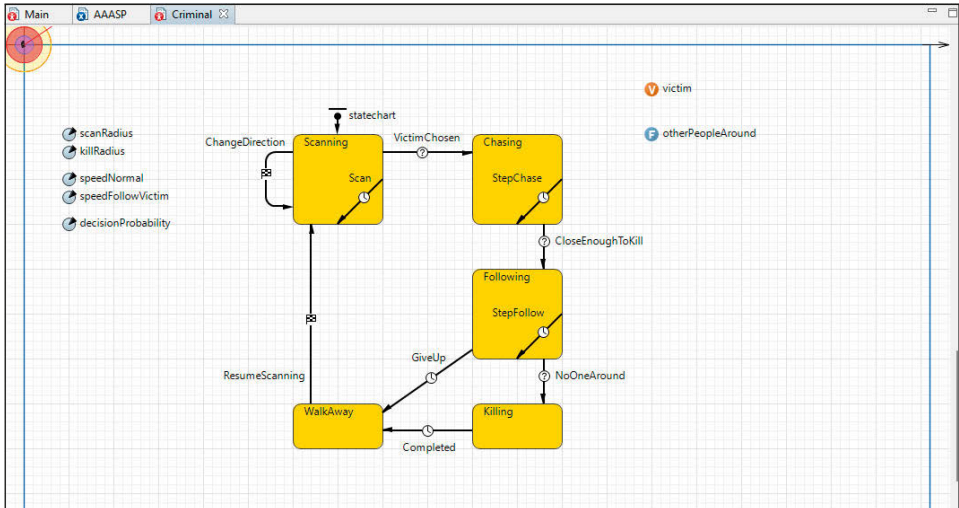 Main
AAASP
Criminal
V victim
statechart
scanRadius
F otherPeopleAround
ChangeDirection
Scanning
VictimChosen
?
Chasing
killRadius
Scan
StepChase
speedNormal
speedFollowVictim
decisionProbability
? CloseEnoughToKill
Following
StepFollow
GiveUp
ResumeScanning
? NoOneAround
WalkAway
Killing
Completed